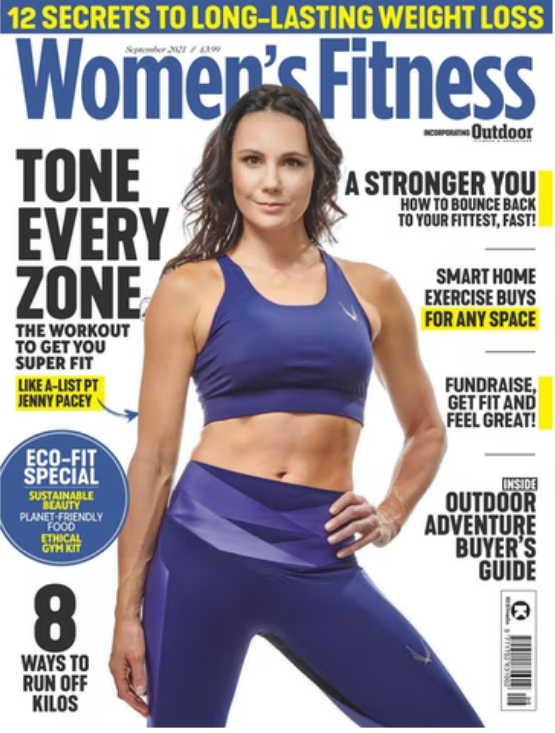 12 SECRETS TO LONG-LASTING WEIGHT LOSS
September 2021 // £3.99
Women's Fitness
INCORPORATING Outdoor
TONE
EVERY
ZONE
THE WORKOUT
TO GET YOU
SUPER FIT
LIKE A-LIST PT
JENNY PACEY
ECO-FIT
SPECIAL
SUSTAINABLE
BEAUTY
PLANET-FRIENDLY
FOOD
ETHICAL
GYM KIT
8
WAYS TO
RUN OFF
KILOS
A STRONGER YOU
HOW TO BOUNCE BACK
TO YOUR FITTEST, FAST!
SMART HOME
EXERCISE BUYS
FOR ANY SPACE
FUNDRAISE,
GET FIT AND
FEEL GREAT!
INSIDE
OUTDOOR
ADVENTURE
BUYER'S
GUIDE